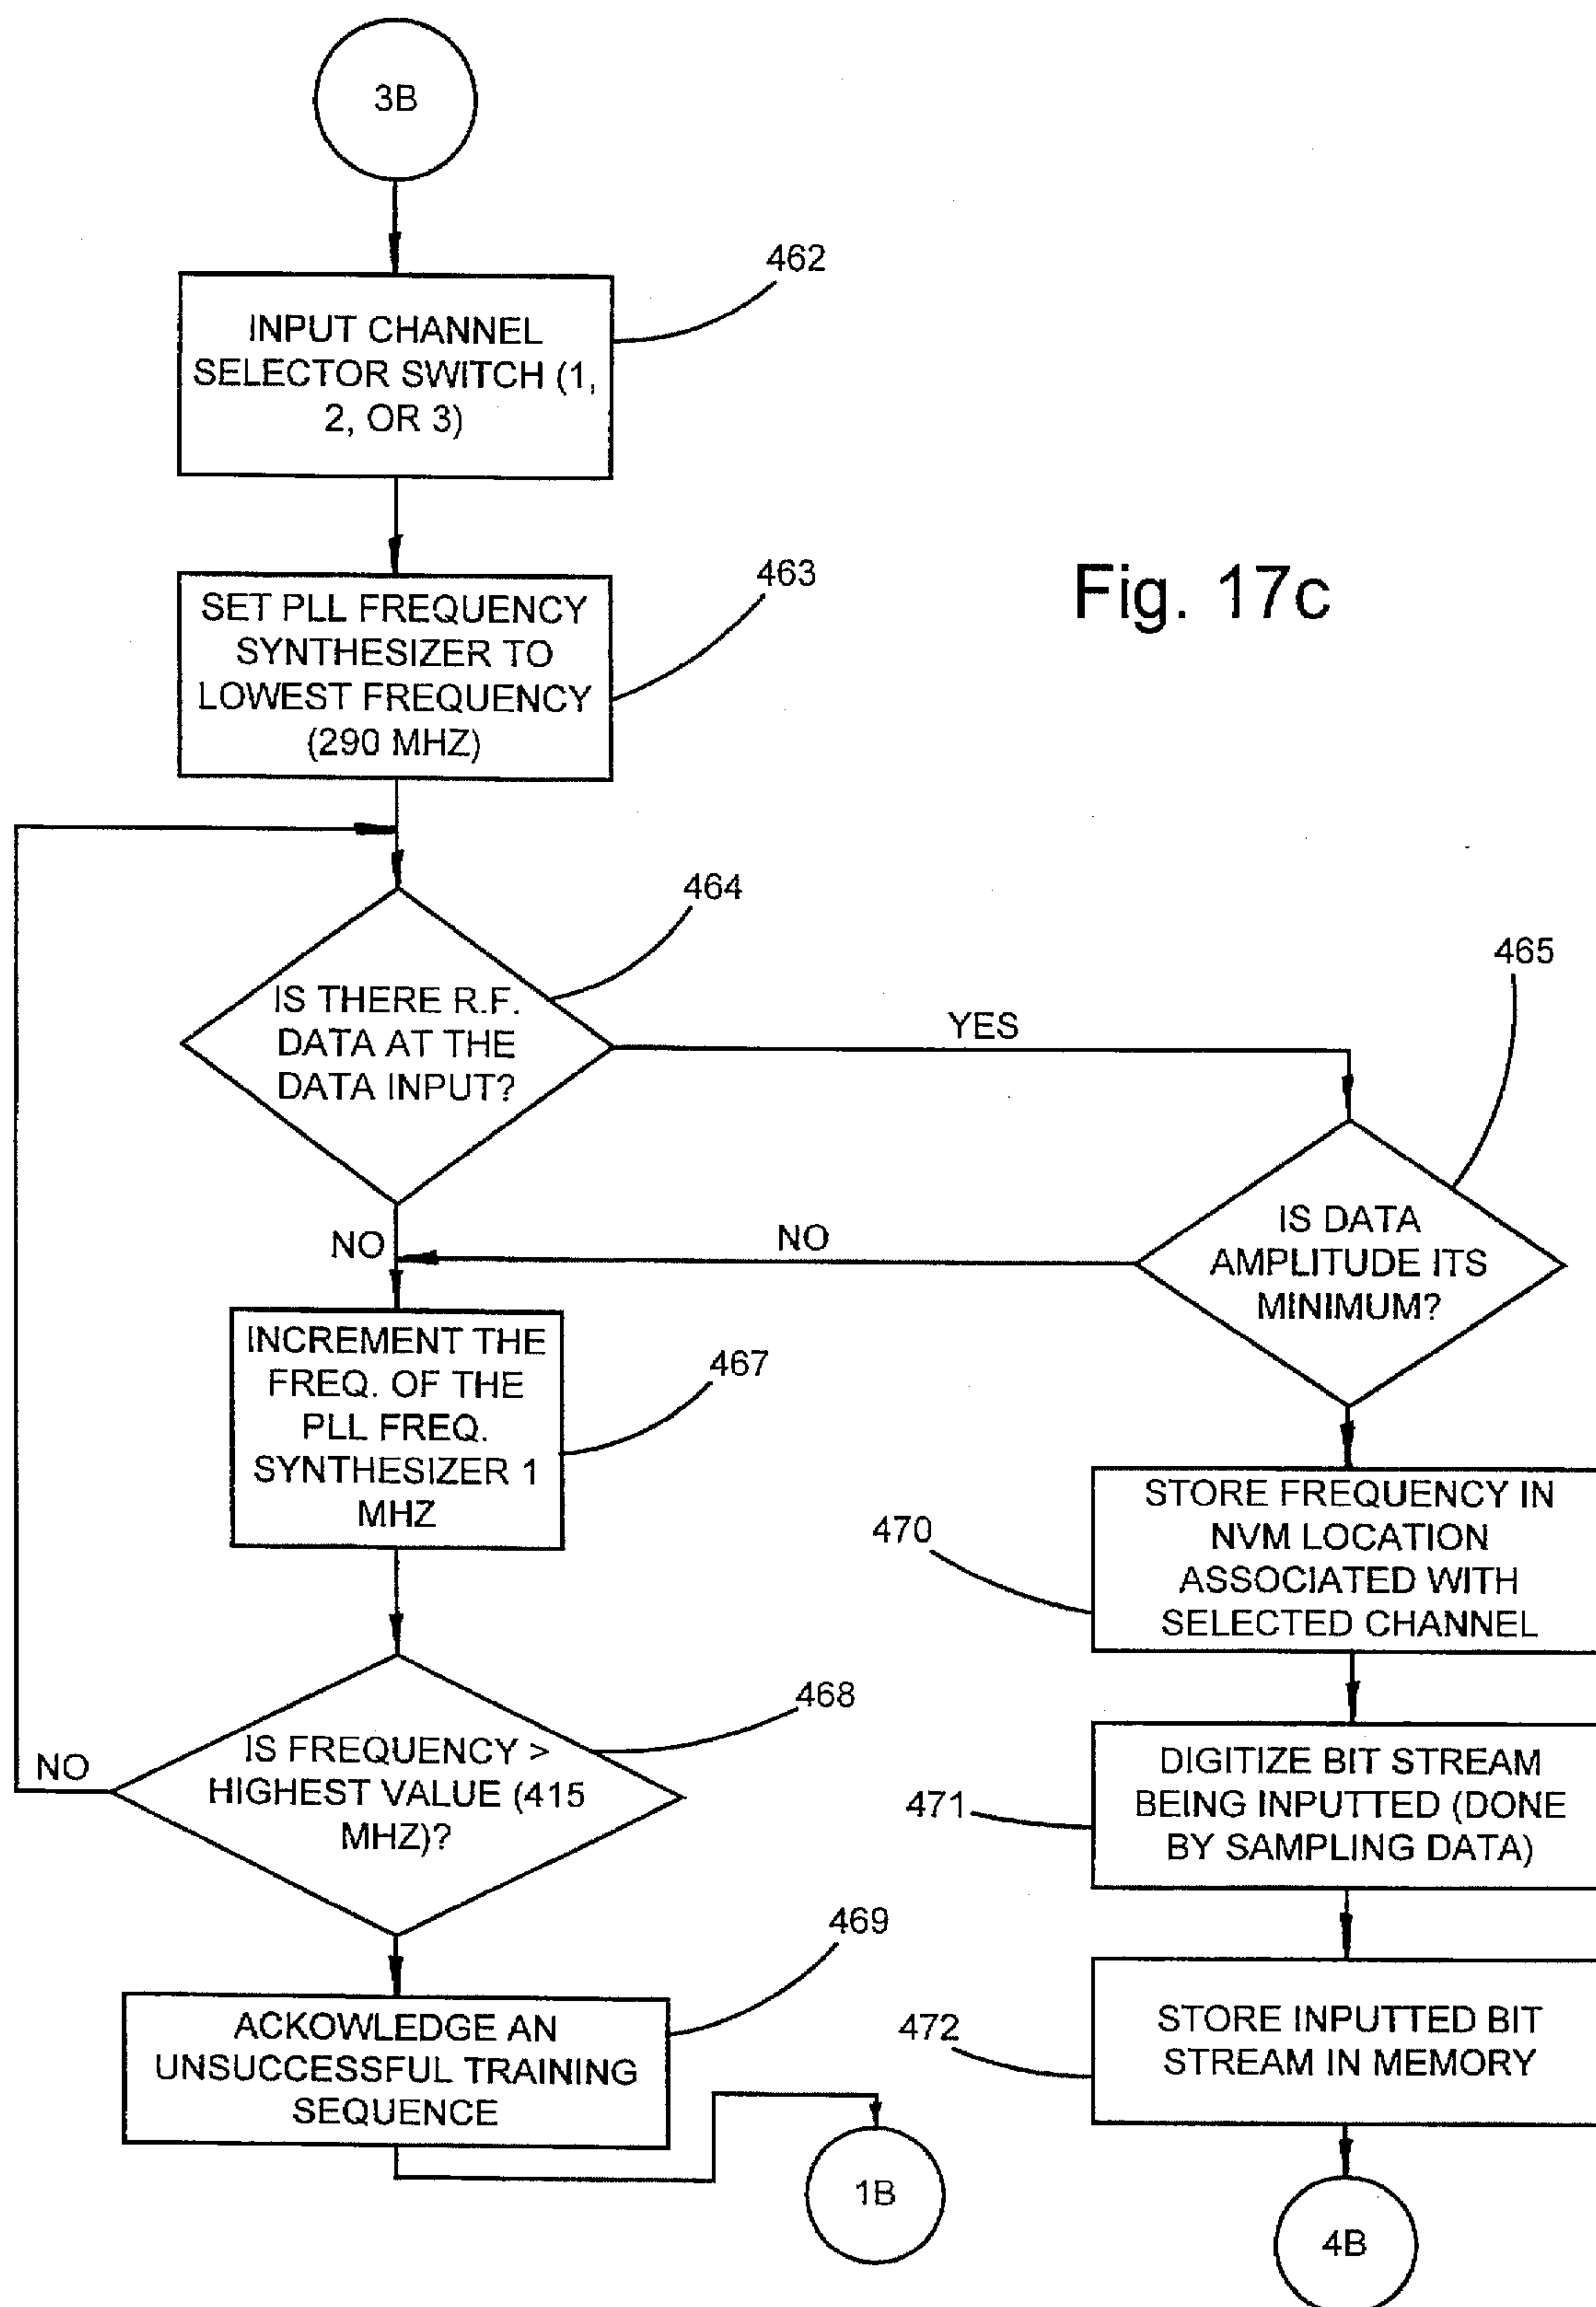 3B
462
INPUT CHANNEL
SELECTOR SWITCH (1,
2, OR 3)
463
SET PLL FREQUENCY
SYNTHESIZER TO
LOWEST FREQUENCY
(290 MHZ)
Fig. 17c
464
IS THERE R.F.
DATA AT THE
DATA INPUT?
YES
465
IS DATA
AMPLITUDE ITS
MINIMUM?
NO
NO
INCREMENT THE
FREQ. OF THE
PLL FREQ.
SYNTHESIZER 1
MHZ
467
468
IS FREQUENCY >
HIGHEST VALUE (415
MHZ)?
NO
469
ACKOWLEDGE AN
UNSUCCESSFUL TRAINING
SEQUENCE
1B
470
STORE FREQUENCY IN
NVM LOCATION
ASSOCIATED WITH
SELECTED CHANNEL
471
DIGITIZE BIT STREAM
BEING INPUTTED (DONE
BY SAMPLING DATA)
472
STORE INPUTTED BIT
STREAM IN MEMORY
4B